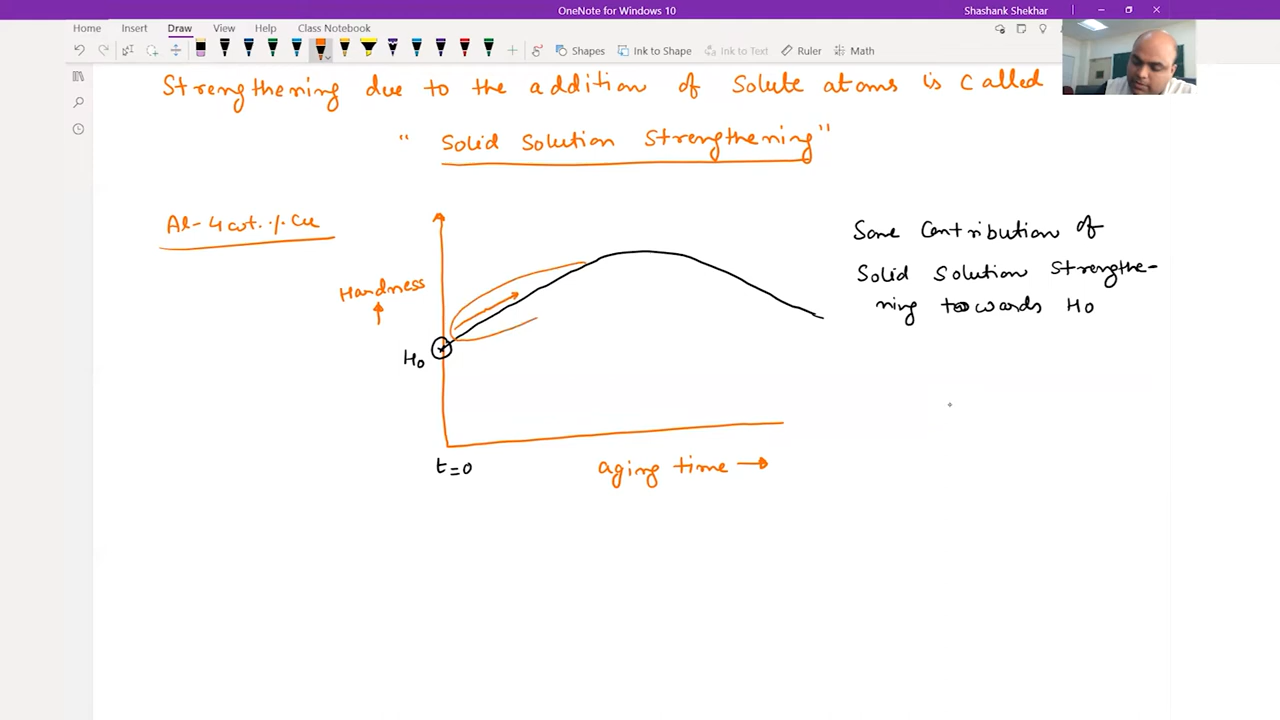 OneNote for Windows 10
Shashank Shekhar
Home Insert Draw View Help Class Notebook
Shapes Ink to Shape Ink to Text Ruler Math
Strengthening due to the addition of Solute atoms is called
" Solid Solution Strengthening"
Al-4 wt.% Cu
Hardness
H0
t=0
aging time
Some Contribution of
Solid Solution Strengthe-
ning towards H0